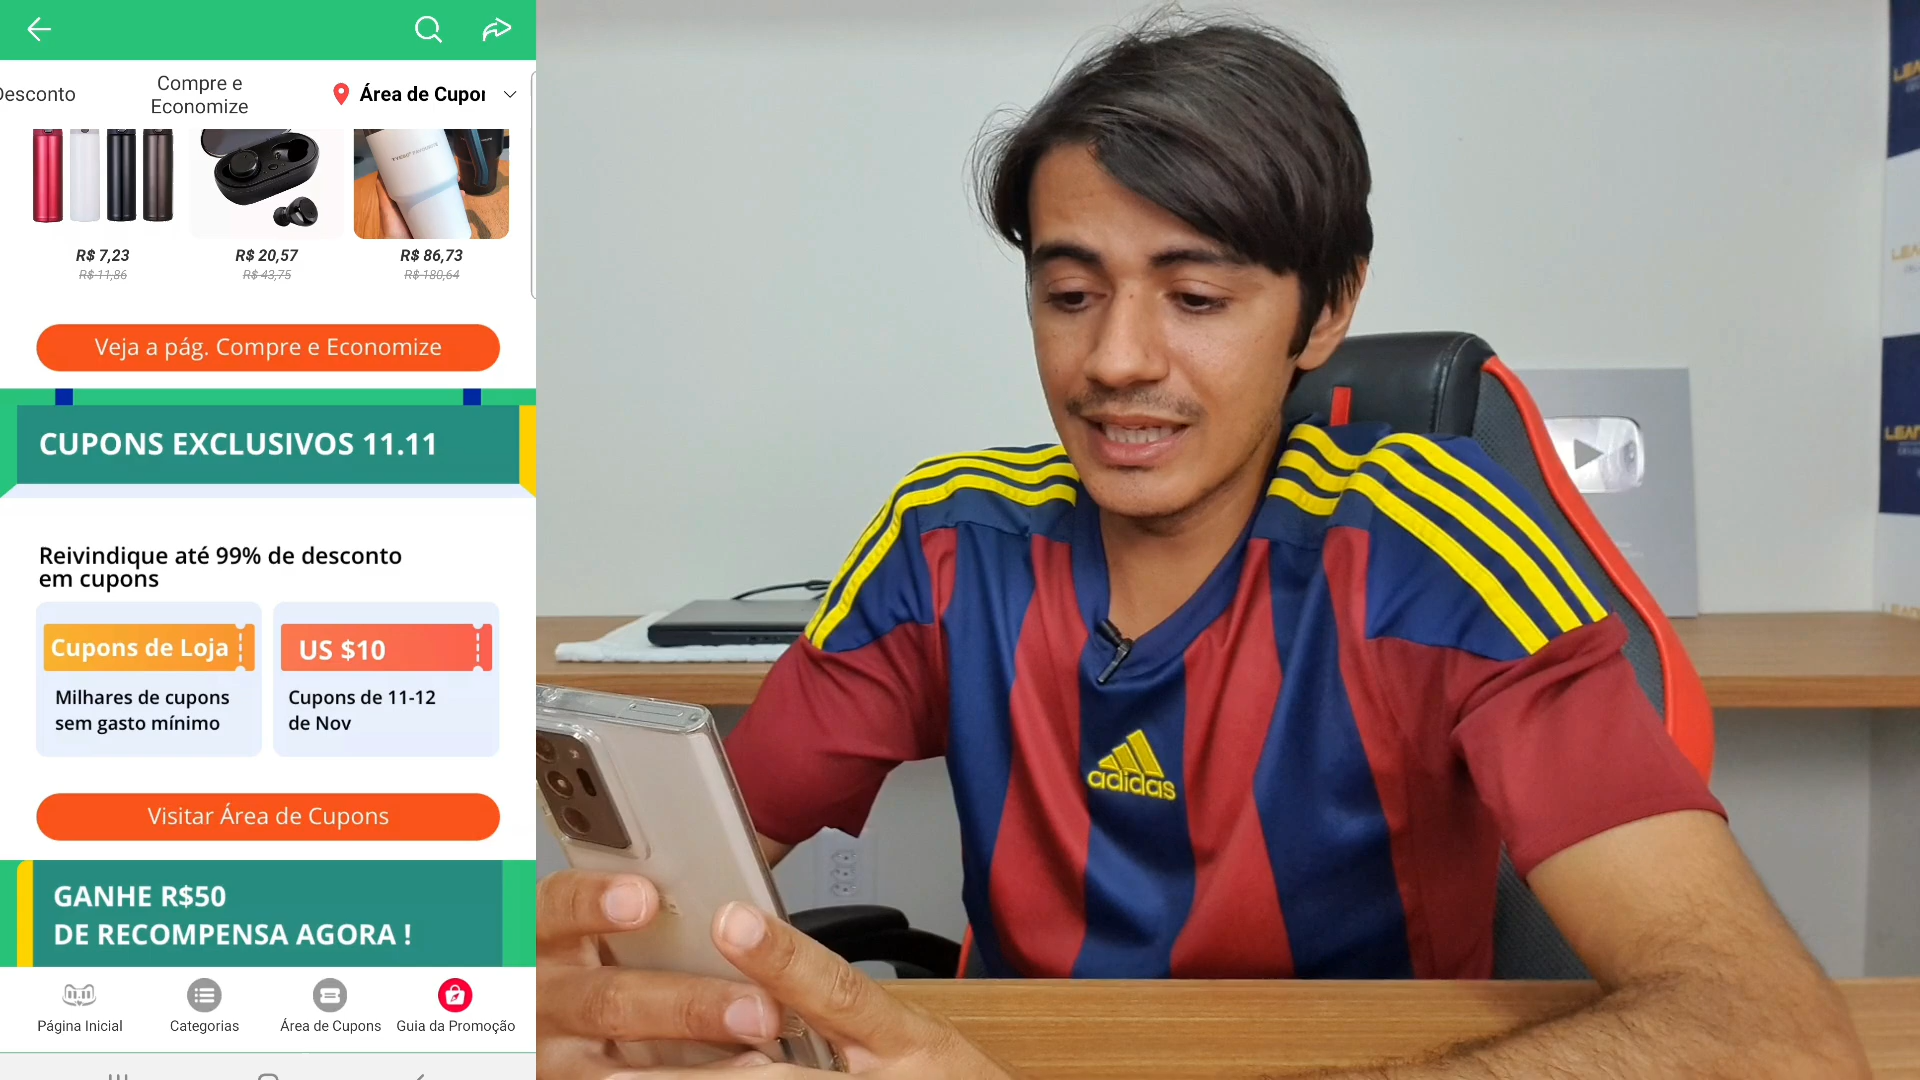 Desconto
Compre e
Economize
Área de Cupo
R$ 7,23
R$ 20,57
R$ 86,73
R$ 11,86
R$ 43,75
R$ 180,64
Veja a pág. Compre e Economize
CUPONS EXCLUSIVOS 11.11
Reivindique até 99% de desconto
em cupons
Cupons de Loja
US $10
Milhares de cupons
sem gasto mínimo
Cupons de 11-12
de Nov
Visitar Área de Cupons
GANHE R$50
DE RECOMPENSA AGORA !
11.11
Página Inicial
Categorias
Área de Cupons
Guia da Promoção
adidas